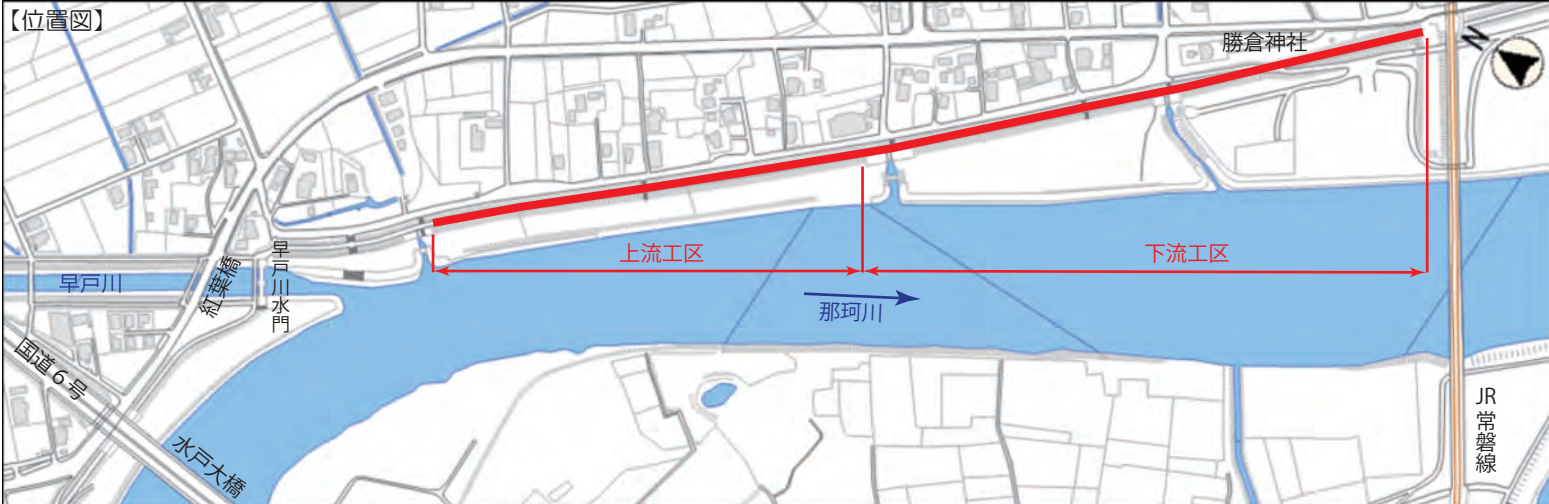 【位置図】
勝倉神社
N
上流工区
下流工区
早戸川
紅葉橋
早戸川水門
那珂川
国道6号
水戸大橋
JR常磐線